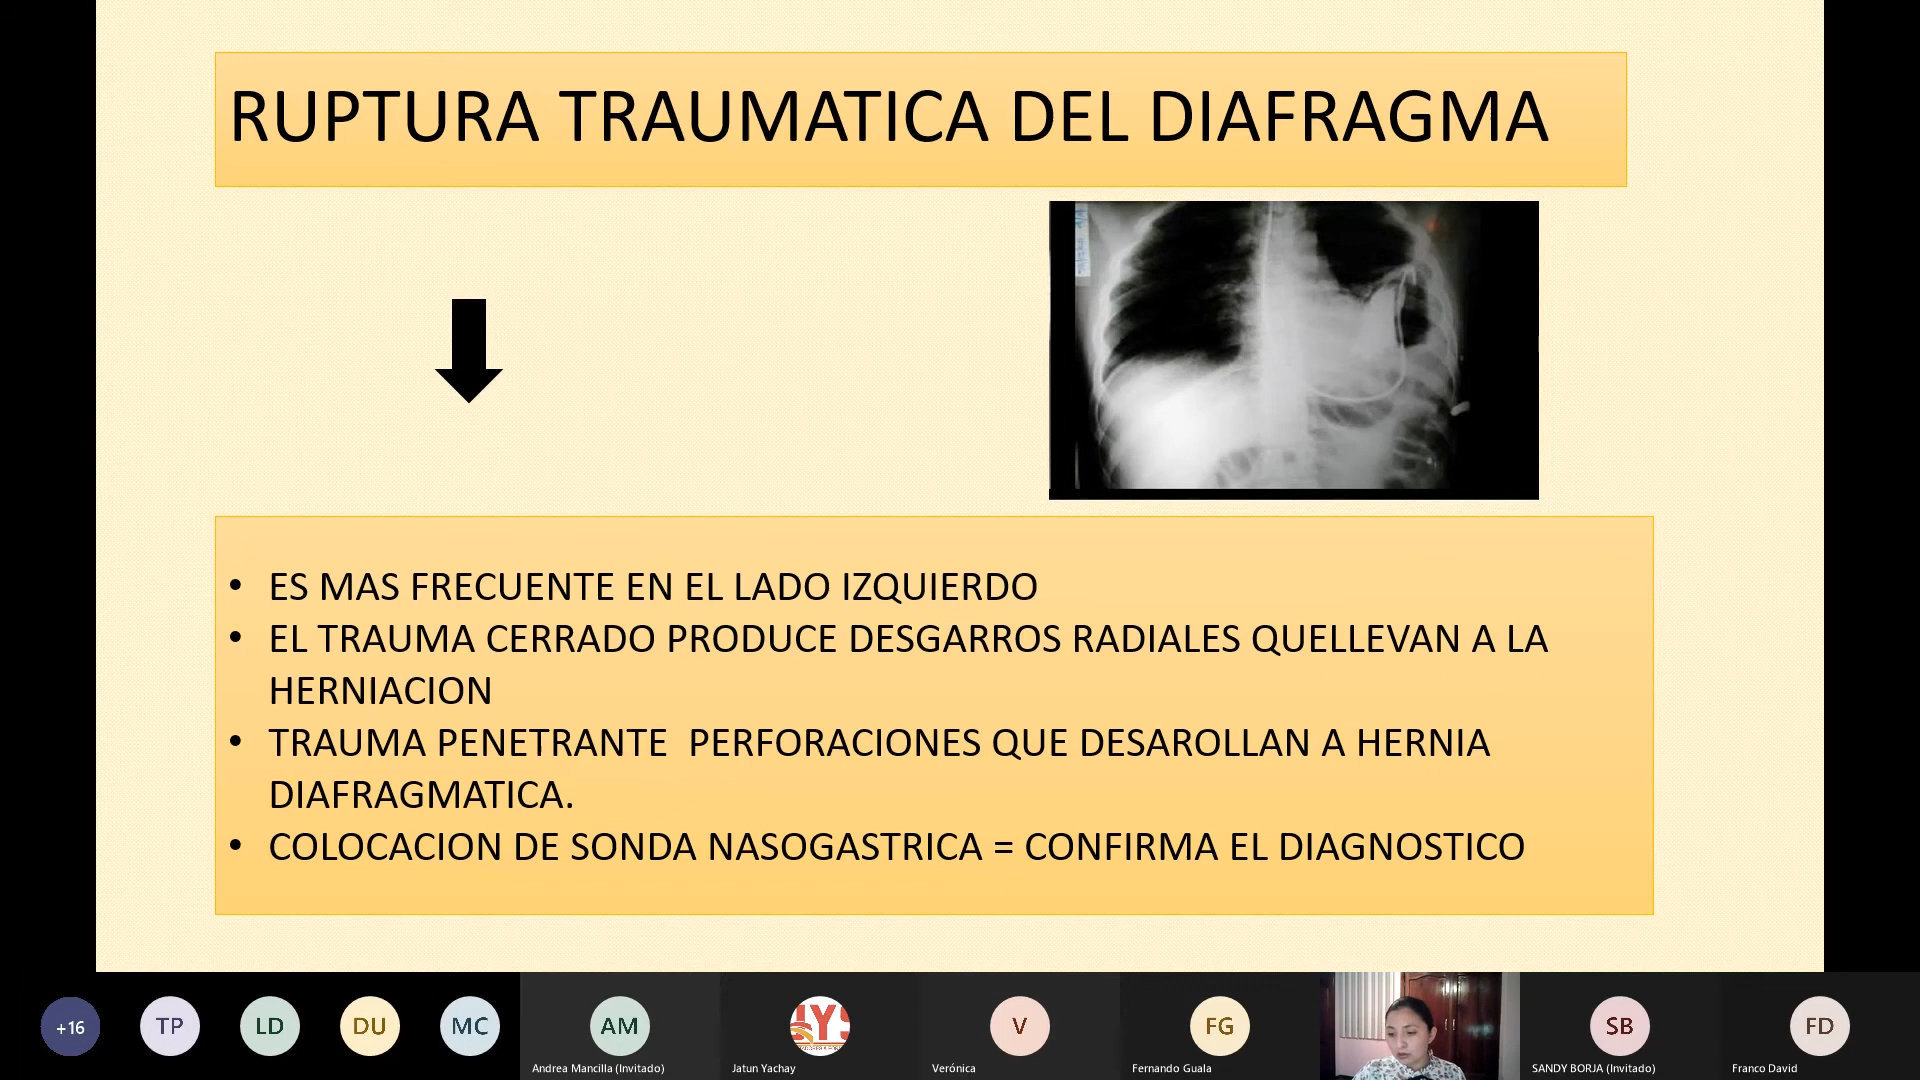 RUPTURA TRAUMATICA DEL DIAFRAGMA
• ES MAS FRECUENTE EN EL LADO IZQUIERDO
• EL TRAUMA CERRADO PRODUCE DESGARROS RADIALES QUELLEVAN A LA
HERNIACION
• TRAUMA PENETRANTE PERFORACIONES QUE DESAROLLAN A HERNIA
DIAFRAGMATICA.
• COLOCACION DE SONDA NASOGASTRICA = CONFIRMA EL DIAGNOSTICO
+16
TP
LD
DU
MC
AM
V
FG
SB
FD
Andrea Mancilla (Invitado)
Jatun Yachay
Verónica
Fernando Guala
SANDY BORJA (Invitado)
Franco David